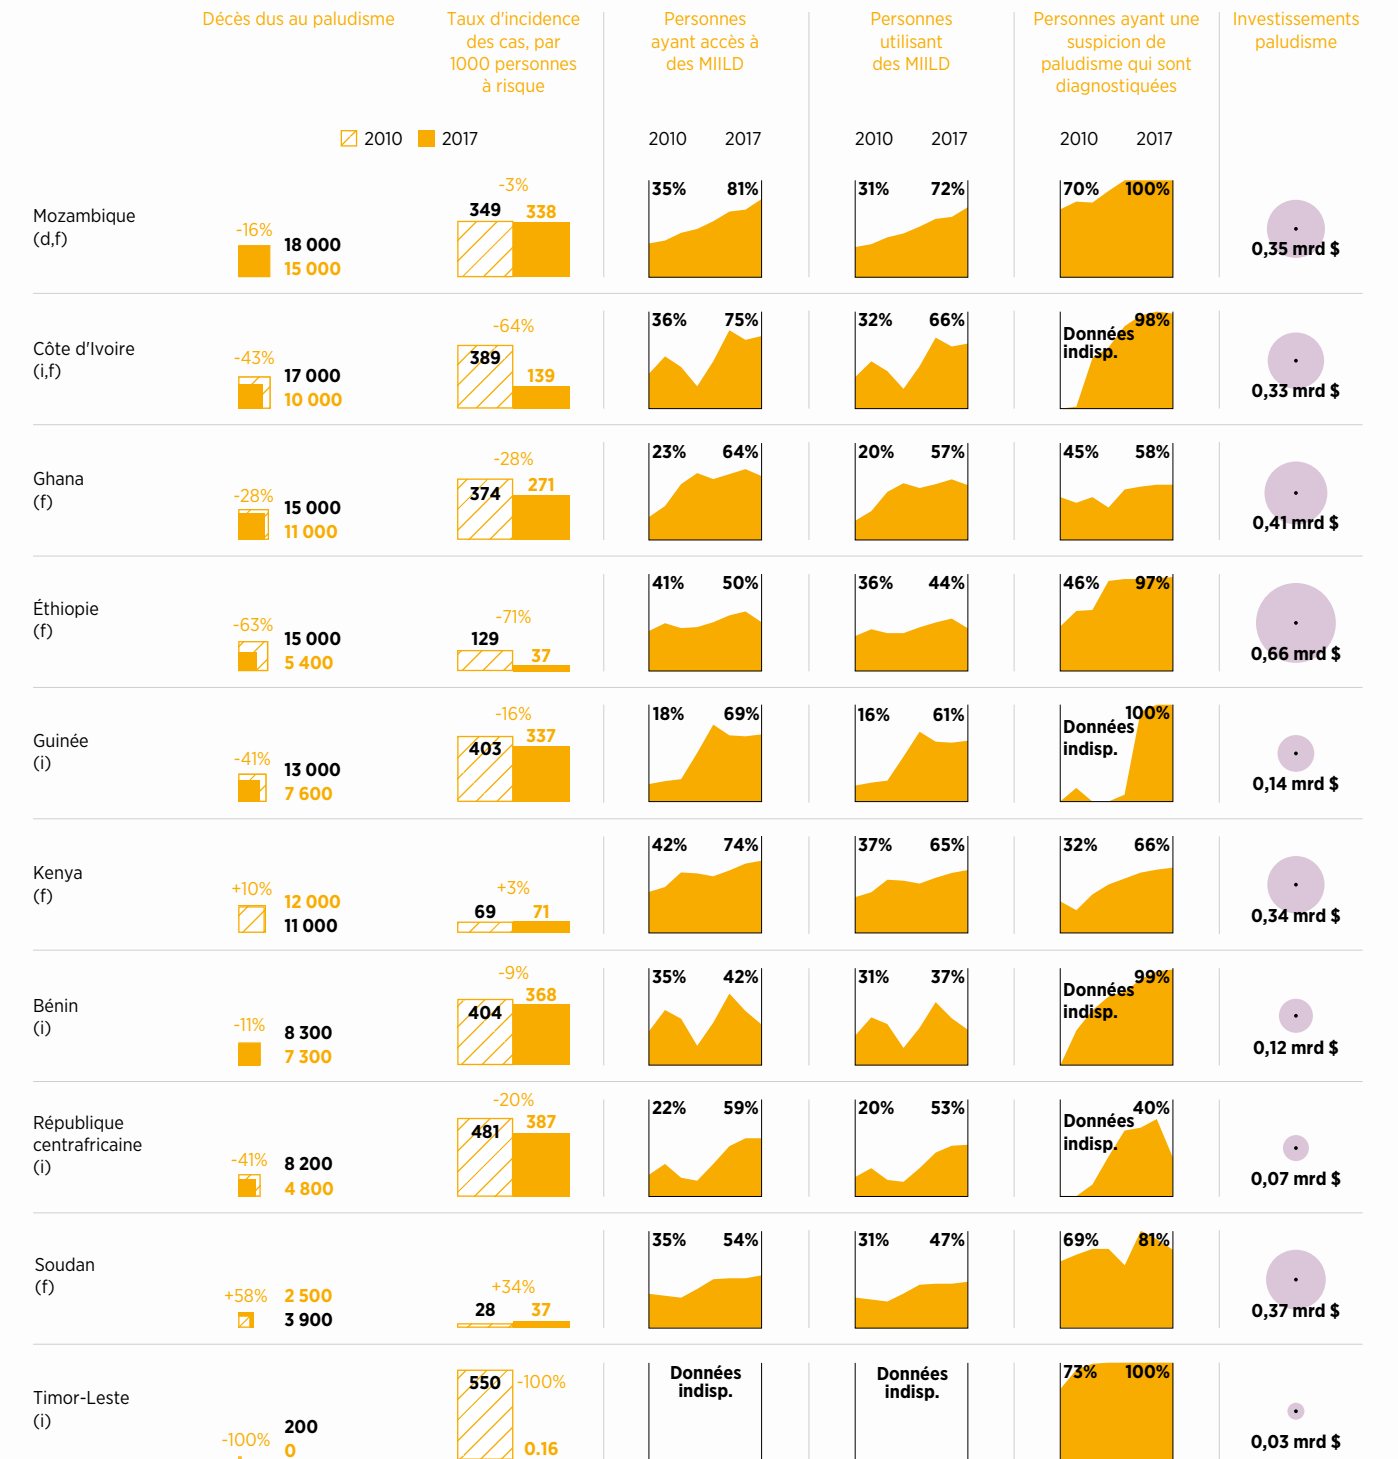 Décès dus au paludisme
Taux d'incidence
des cas, par
1000 personnes
à risque
Personnes
ayant accès à
des MIILD
Personnes
utilisant
des MIILD
Personnes ayant une
suspicion de
paludisme qui sont
diagnostiquées
Investissements
paludisme
2010 2017
2010 2017
2010 2017
2010 2017
Mozambique
(d,f)
-16%
18 000
15 000
-3%
349 338
35% 81%
31% 72%
70% 100%
0,35 mrd $
Côte d'Ivoire
(i,f)
-43%
17 000
10 000
-64%
389
139
36% 75%
32% 66%
Données
indisp.
98%
0,33 mrd $
Ghana
(f)
-28%
15 000
11 000
-28%
374
271
23% 64%
20% 57%
45% 58%
0,41 mrd $
Éthiopie
(f)
-63%
15 000
5 400
-71%
129
37
41% 50%
36% 44%
46% 97%
0,66 mrd $
Guinée
(i)
-41%
13 000
7 600
-16%
403
337
18% 69%
16% 61%
Données
indisp.
100%
0,14 mrd $
Kenya
(f)
+10%
12 000
11 000
+3%
69 71
42% 74%
37% 65%
32% 66%
0,34 mrd $
Bénin
(i)
-11%
8 300
7 300
-9%
404
368
35% 42%
31% 37%
Données
indisp.
99%
0,12 mrd $
République
centrafricaine
(i)
-41%
8 200
4 800
-20%
481
387
22% 59%
20% 53%
Données
indisp.
40%
0,07 mrd $
Soudan
(f)
+58%
2 500
3 900
+34%
28 37
35% 54%
31% 47%
69% 81%
0,37 mrd $
Timor-Leste
(i)
-100%
200
0
550
-100%
0.16
Données
indisp.
Données
indisp.
73% 100%
0,03 mrd $